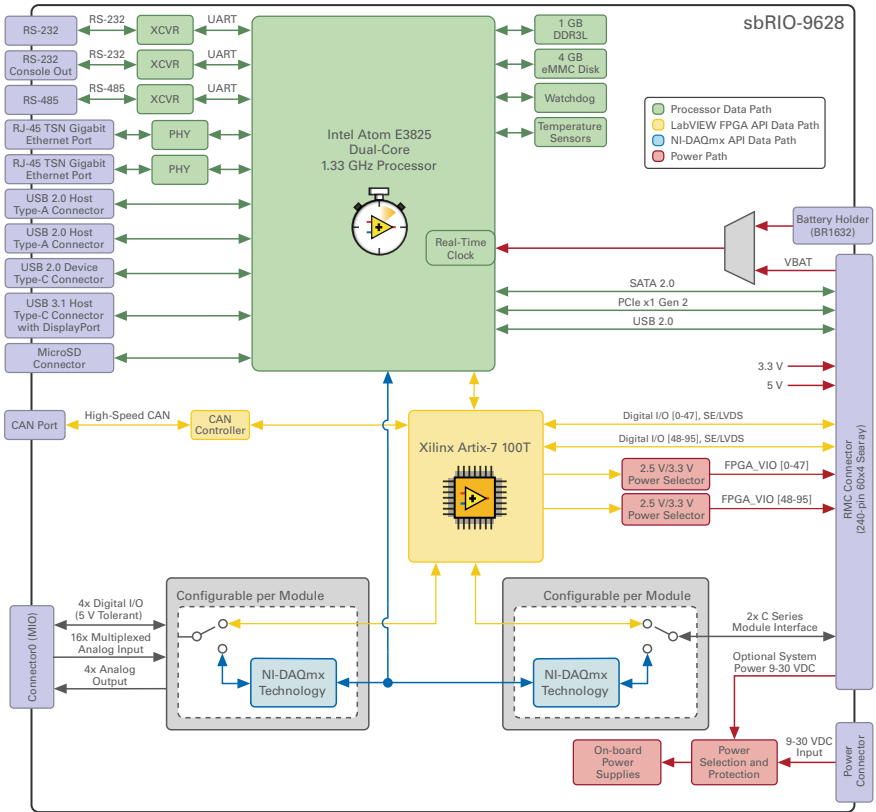 sbRIO-9628
RS-232
RS-232
XCVR
UART
RS-232
Console Out
RS-232
XCVR
UART
RS-485
RS-485
XCVR
UART
RJ-45 TSN Gigabit
Ethernet Port
PHY
RJ-45 TSN Gigabit
Ethernet Port
PHY
USB 2.0 Host
Type-A Connector
USB 2.0 Host
Type-A Connector
USB 2.0 Device
Type-C Connector
USB 3.1 Host
Type-C Connector
with DisplayPort
MicroSD
Connector
Intel Atom E3825
Dual-Core
1.33 GHz Processor
Real-Time
Clock
1 GB
DDR3L
4 GB
eMMC Disk
Watchdog
Temperature
Sensors
Processor Data Path
LabVIEW FPGA API Data Path
NI-DAQmx API Data Path
Power Path
Battery Holder
(BR1632)
VBAT
SATA 2.0
PCIe x1 Gen 2
USB 2.0
3.3 V
5 V
RMC Connector
(240-pin 60x4 Searay)
CAN Port
High-Speed CAN
CAN
Controller
Xilinx Artix-7 100T
Digital I/O [0-47], SE/LVDS
Digital I/O [48-95], SE/LVDS
2.5 V/3.3 V
Power Selector
FPGA_VIO [0-47]
2.5 V/3.3 V
Power Selector
FPGA_VIO [48-95]
Connector0 (MIO)
4x Digital I/O
(5 V Tolerant)
16x Multiplexed
Analog Input
4x Analog
Output
Configurable per Module
NI-DAQmx
Technology
Configurable per Module
NI-DAQmx
Technology
2x C Series
Module Interface
Optional System
Power 9-30 VDC
On-board
Power
Supplies
Power
Selection and
Protection
9-30 VDC
Input
Power
Connector